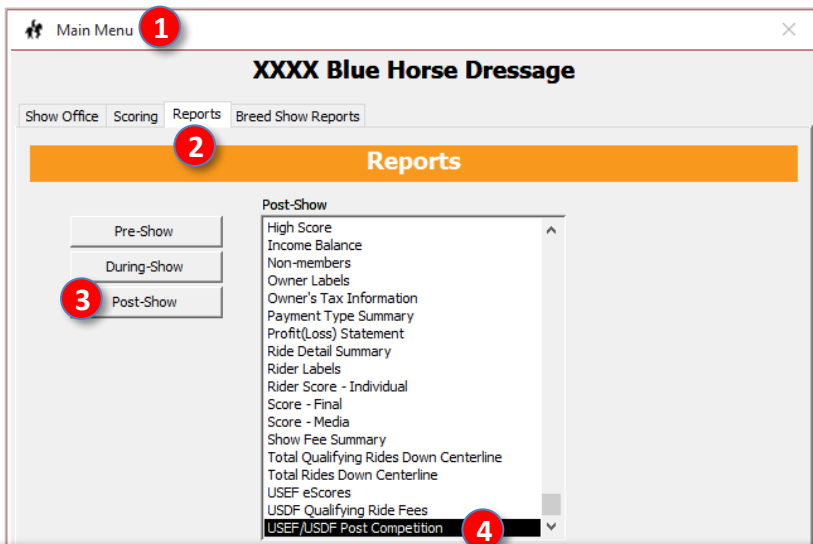 Main Menu 1
XXXX Blue Horse Dressage
Show Office Scoring Reports Breed Show Reports
2
Reports
Post-Show
Pre-Show
During-Show
3 Post-Show
High Score
Income Balance
Non-members
Owner Labels
Owner's Tax Information
Payment Type Summary
Profit(Loss) Statement
Ride Detail Summary
Rider Labels
Rider Score - Individual
Score - Final
Score - Media
Show Fee Summary
Total Qualifying Rides Down Centerline
Total Rides Down Centerline
USEF eScores
USDF Qualifying Ride Fees
USEF/USDF Post Competition 4